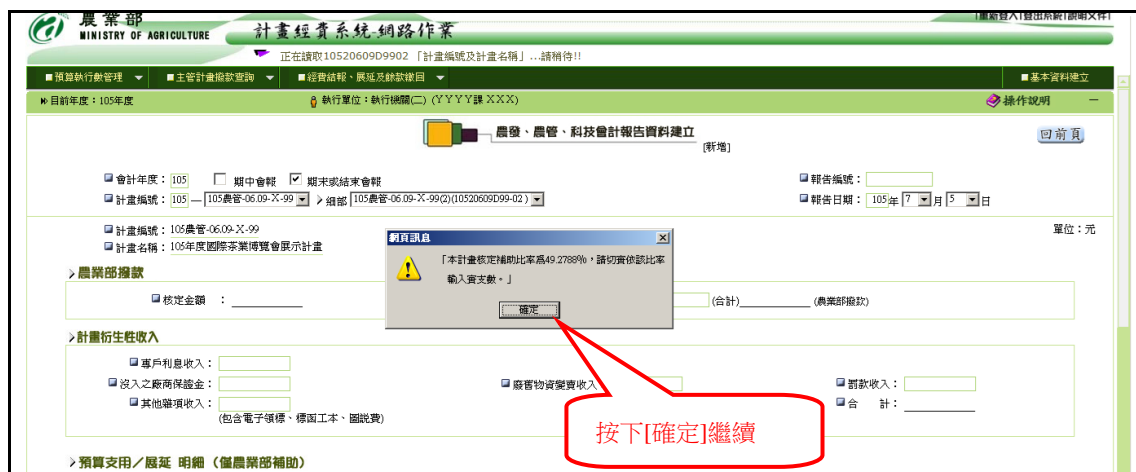 農業部
MINISTRY OF AGRICULTURE
計畫經費系統-網路作業
|重新登入|登出系統|說明文件|
正在讀取10520609D9902 「計畫編號及計畫名稱」...請稍待!!
預算執行數管理
主管計畫撥款查詢
經費結報、展延及餘款繳回
基本資料建立
目前年度：105年度
執行單位：執行機關(二) (YYYY課 XXX)
操作說明
農發、農管、科技會計報告資料建立
[新增]
回前頁
會計年度：105 期中會報 期末或結束會報
報告編號：
計畫編號：105 — 105農管-06.09-X-99 細部 105農管-06.09-X-99(2)(10520609D99-02 )
報告日期： 105年 7 月 5 日
計畫編號：105農管-06.09-X-99
單位：元
計畫名稱：105年度國際茶業博覽會展示計畫
網頁訊息
「本計畫核定補助比率為49.2788%，請切實依該比率
輸入實支數。」
確定
農業部撥款
核定金額 ：
(合計) (農業部撥款)
計畫衍生性收入
專戶利息收入：
沒入之廠商保證金：
廢舊物資變賣收入
罰款收入：
其他雜項收入：
合 計：
(包含電子領標、標函工本、圖說費)
按下[確定]繼續
預算支用／展延 明細（僅農業部補助）